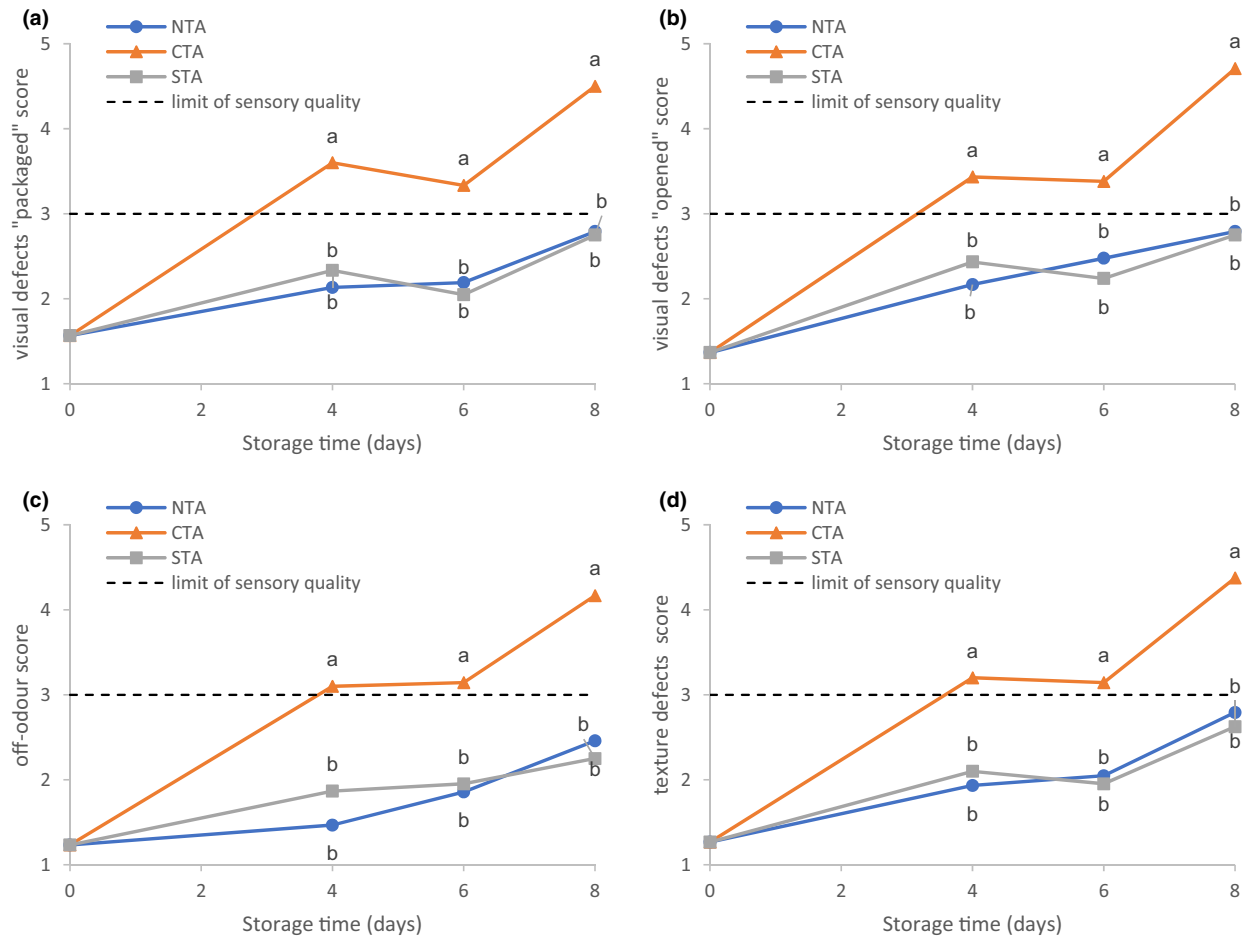 (a)
NTA
CTA
STA
limit of sensory quality
visual defects "packaged" score
5
4
3
2
1
a
a
a
b
b
b
b
b
b
0
2
4
6
8
Storage time (days)
(b)
NTA
CTA
STA
limit of sensory quality
visual defects "opened" score
5
4
3
2
1
a
a
a
b
b
b
b
b
b
0
2
4
6
8
Storage time (days)
(c)
NTA
CTA
STA
limit of sensory quality
off-odour score
5
4
3
2
1
a
a
a
b
b
b
b
b
b
0
2
4
6
8
Storage time (days)
(d)
NTA
CTA
STA
limit of sensory quality
texture defects score
5
4
3
2
1
a
a
a
b
b
b
b
b
b
0
2
4
6
8
Storage time (days)